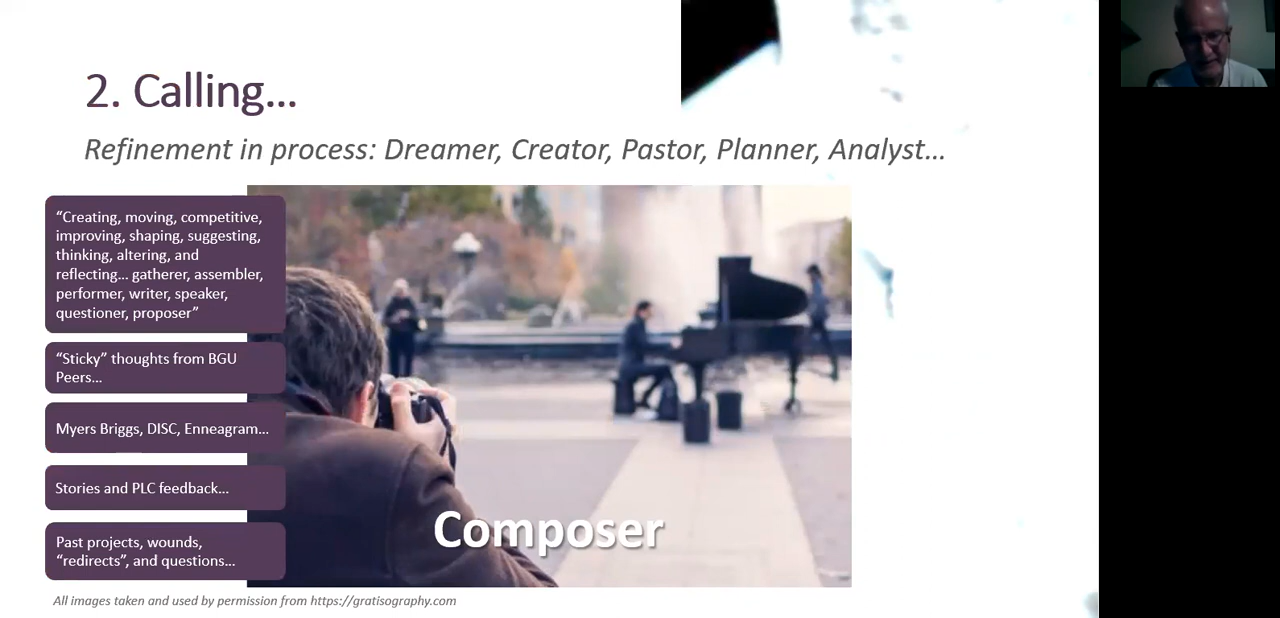 2. Calling...
Refinement in process: Dreamer, Creator, Pastor, Planner, Analyst...
“Creating, moving, competitive,
improving, shaping, suggesting,
thinking, altering, and
reflecting... gatherer, assembler,
performer, writer, speaker,
questioner, proposer”
“Sticky” thoughts from BGU
Peers...
Myers Briggs, DISC, Enneagram...
Stories and PLC feedback...
Past projects, wounds,
“redirects”, and questions...
Composer
All images taken and used by permission from https://gratisography.com